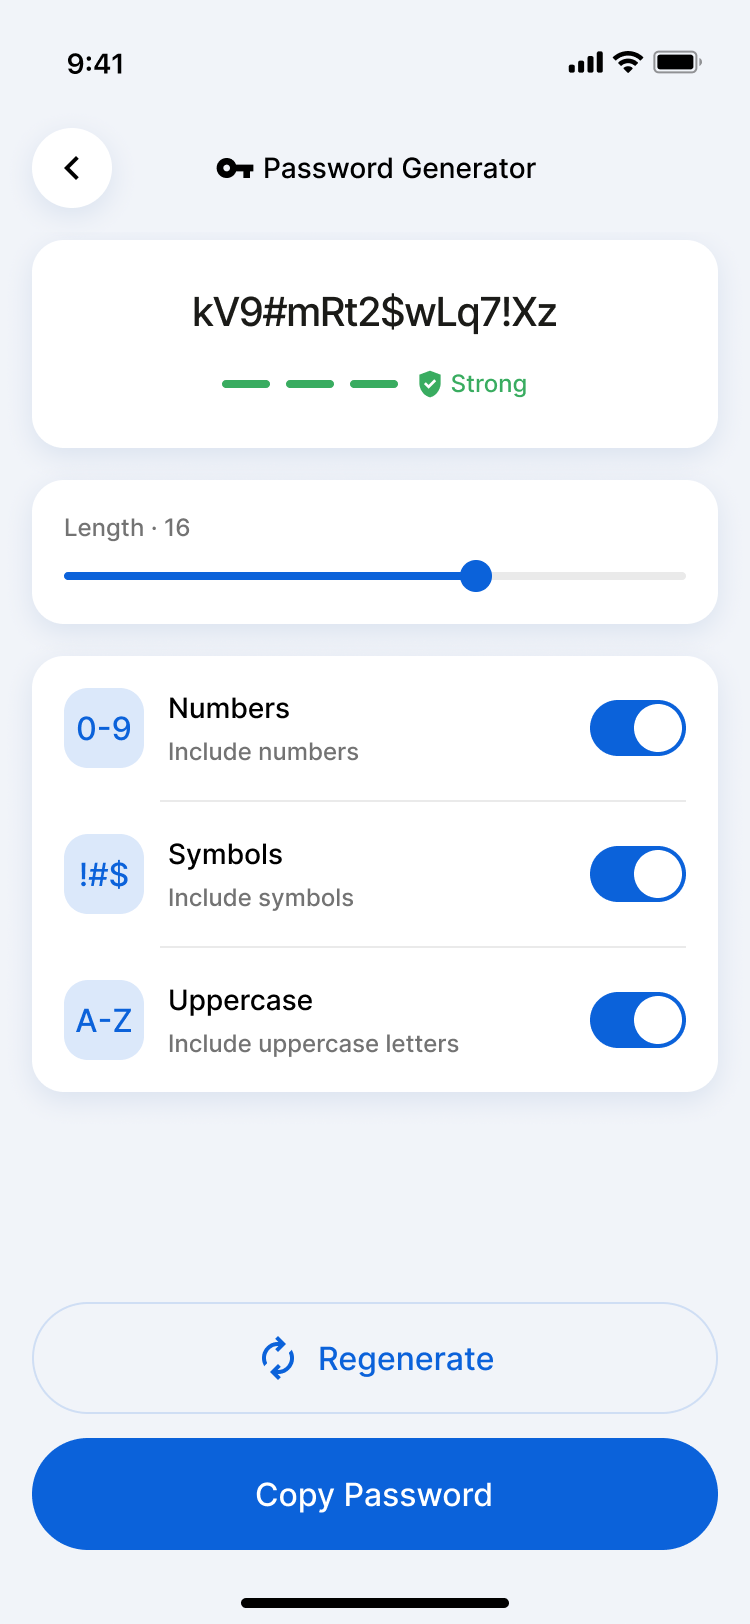 9:41
Password Generator
kV9#mRt2$wLq7!Xz
Strong
Length · 16
0-9
Numbers
Include numbers
!#$
Symbols
Include symbols
A-Z
Uppercase
Include uppercase letters
Regenerate
Copy Password